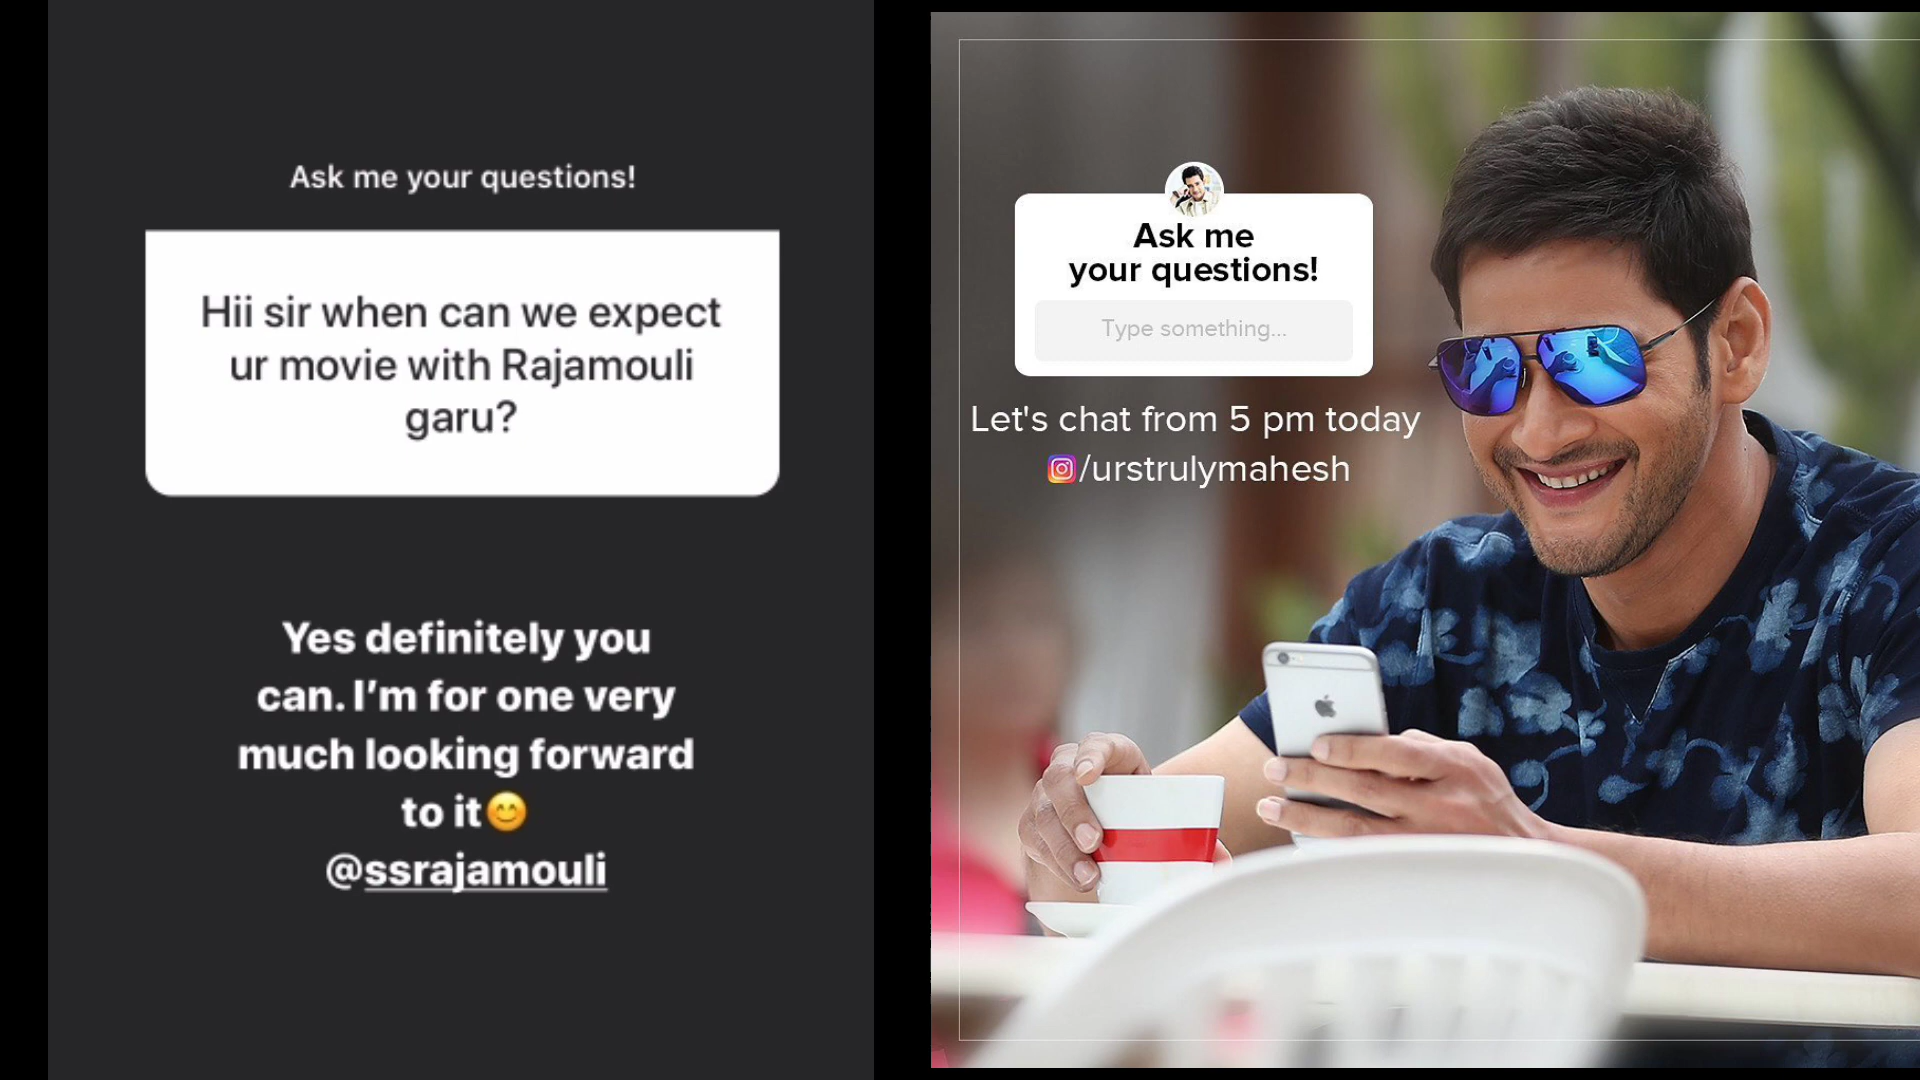 Ask me your questions!
Hii sir when can we expect
ur movie with Rajamouli
garu?
Yes definitely you
can. I'm for one very
much looking forward
to it😊
@ssrajamouli
Ask me
your questions!
Type something...
Let's chat from 5 pm today
/urstrulymahesh